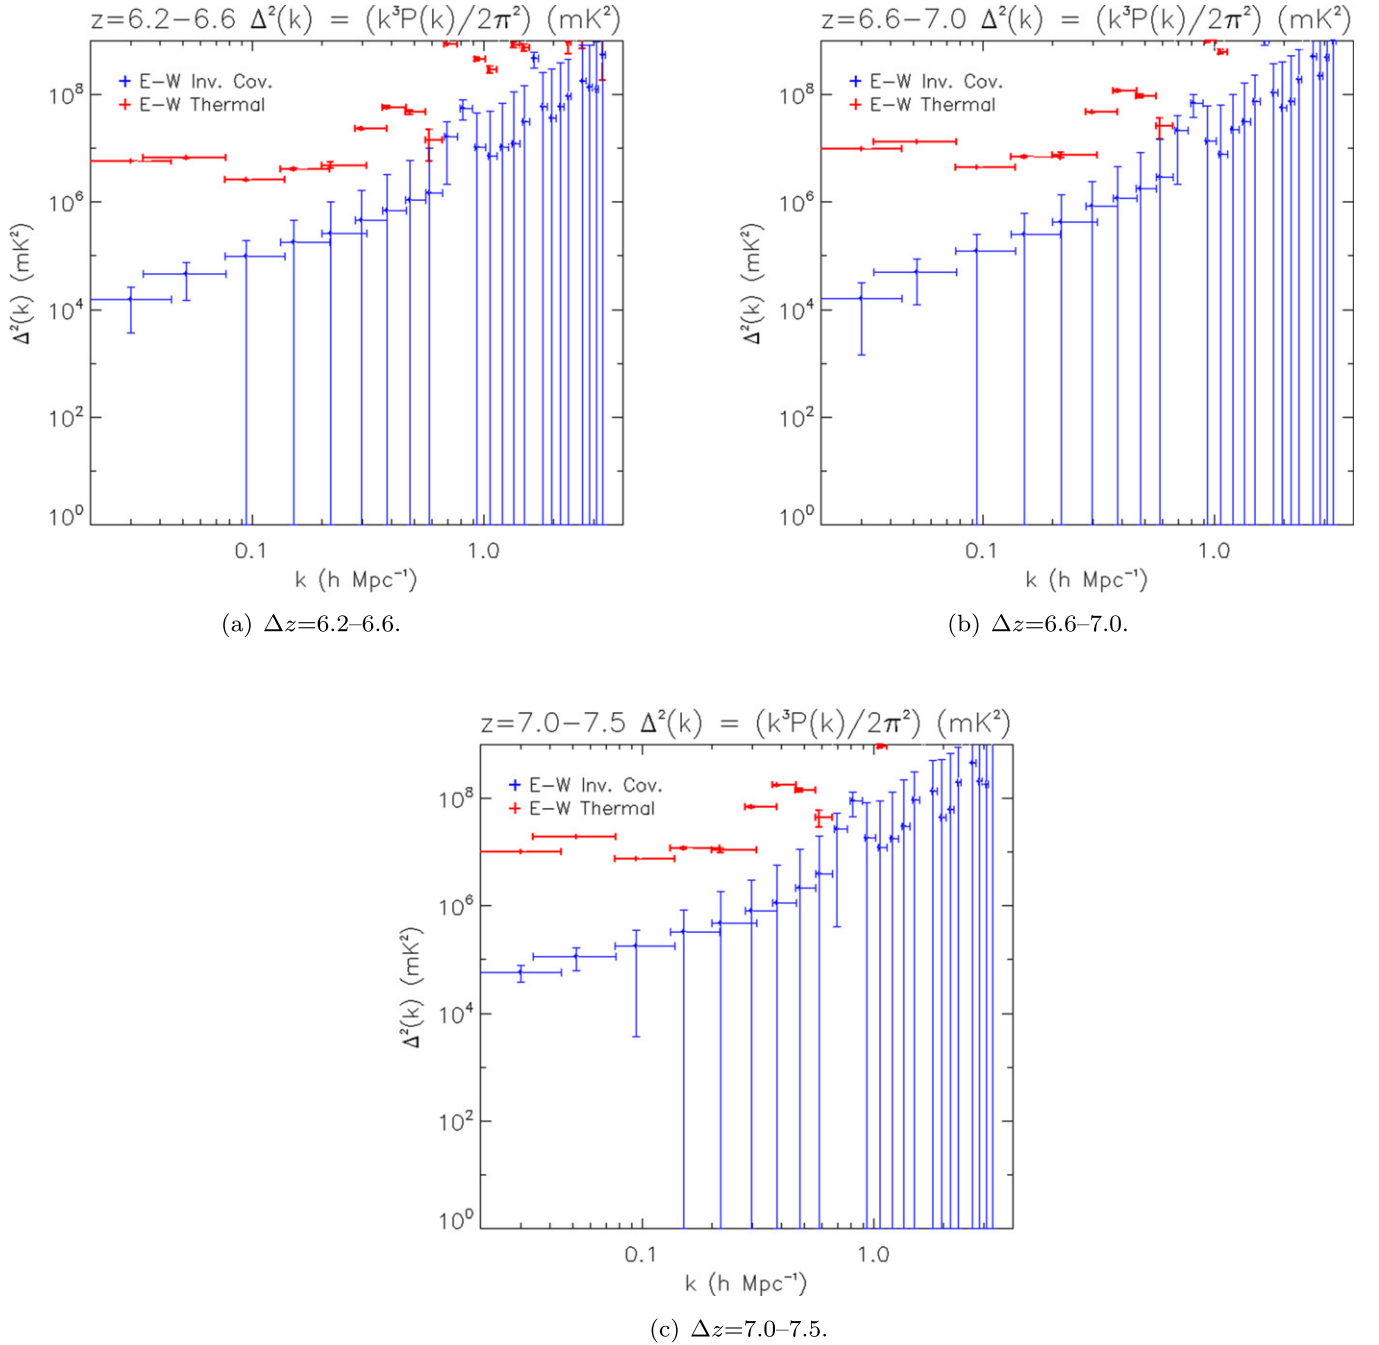 z=6.2−6.6 Δ²(k) = (k³P(k)/2π²) (mK²)
E−W Inv. Cov.
E−W Thermal
10⁸
10⁶
10⁴
10²
10⁰
Δ²(k) (mK²)
0.1 1.0
k (h Mpc⁻¹)
(a) Δz=6.2–6.6.
z=6.6−7.0 Δ²(k) = (k³P(k)/2π²) (mK²)
E−W Inv. Cov.
E−W Thermal
10⁸
10⁶
10⁴
10²
10⁰
Δ²(k) (mK²)
0.1 1.0
k (h Mpc⁻¹)
(b) Δz=6.6–7.0.
z=7.0−7.5 Δ²(k) = (k³P(k)/2π²) (mK²)
E−W Inv. Cov.
E−W Thermal
10⁸
10⁶
10⁴
10²
10⁰
Δ²(k) (mK²)
0.1 1.0
k (h Mpc⁻¹)
(c) Δz=7.0–7.5.